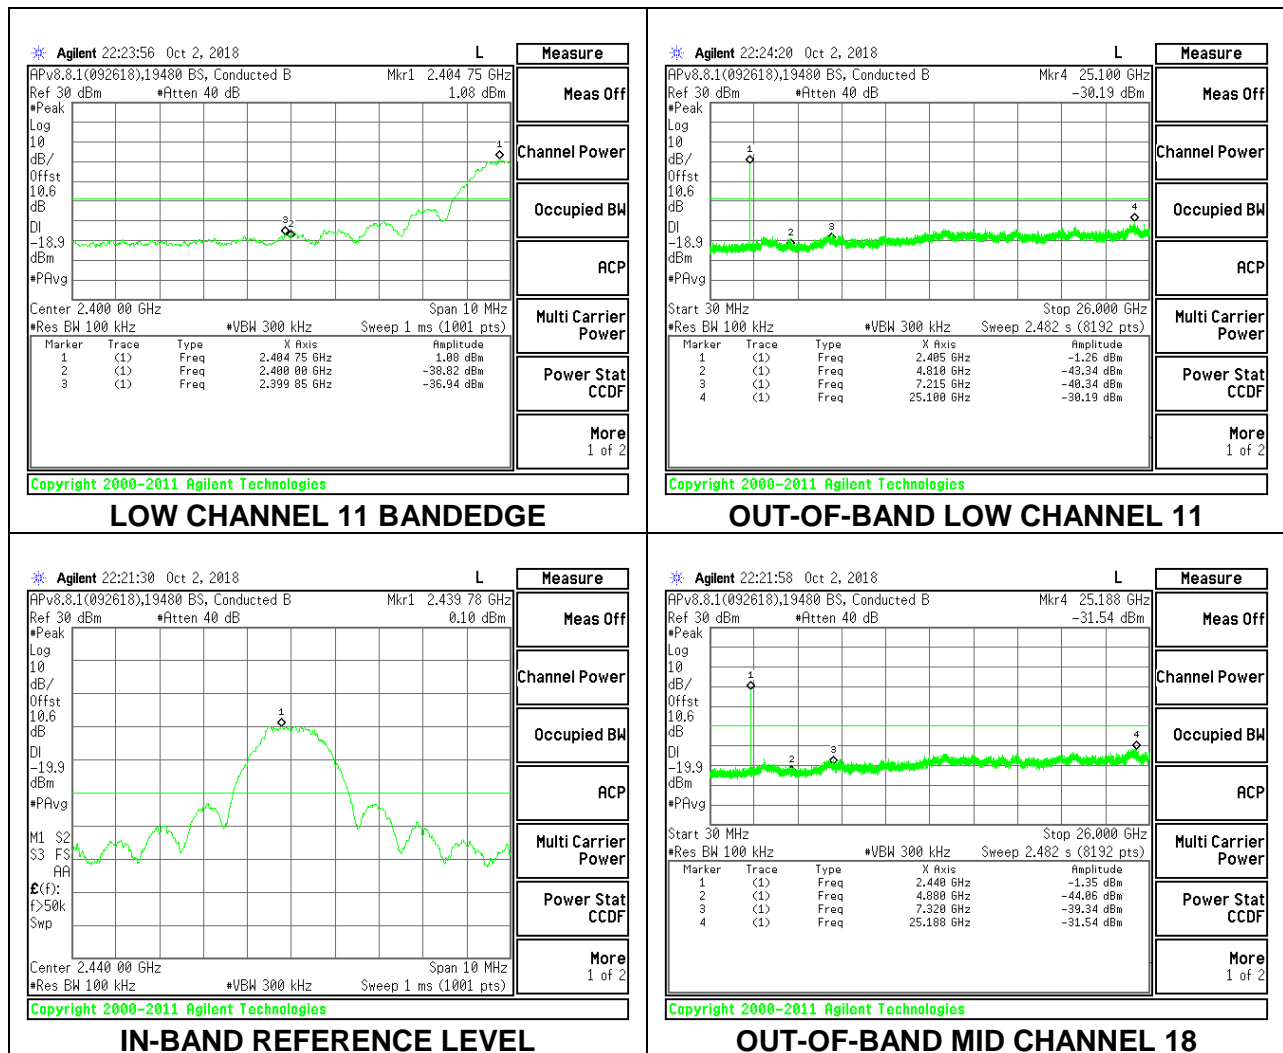 Agilent 22:23:56 Oct 2, 2018 L Measure
APv8.8.1(092618),19480 BS, Conducted B Mkr1 2.404 75 GHz
Ref 30 dBm #Atten 40 dB 1.08 dBm Meas Off
#Peak
Log
10
dB/
Offst
10.6
dB
DI
-18.9
dBm
#PAvg
1
3
2
Channel Power
Occupied BW
ACP
Multi Carrier
Power
Power Stat
CCDF
More
1 of 2
Center 2.400 00 GHz Span 10 MHz
#Res BW 100 kHz #VBW 300 kHz Sweep 1 ms (1001 pts)
Marker Trace Type X Axis Amplitude
1 (1) Freq 2.404 75 GHz 1.08 dBm
2 (1) Freq 2.400 00 GHz -38.82 dBm
3 (1) Freq 2.399 85 GHz -36.94 dBm
Copyright 2000-2011 Agilent Technologies
LOW CHANNEL 11 BANDEDGE
Agilent 22:24:20 Oct 2, 2018 L Measure
APv8.8.1(092618),19480 BS, Conducted B Mkr4 25.100 GHz
Ref 30 dBm #Atten 40 dB -30.19 dBm Meas Off
#Peak
Log
10
dB/
Offst
10.6
dB
DI
-18.9
dBm
#PAvg
1
2
3
4
Channel Power
Occupied BW
ACP
Multi Carrier
Power
Power Stat
CCDF
More
1 of 2
Start 30 MHz Stop 26.000 GHz
#Res BW 100 kHz #VBW 300 kHz Sweep 2.482 s (8192 pts)
Marker Trace Type X Axis Amplitude
1 (1) Freq 2.405 GHz -1.26 dBm
2 (1) Freq 4.810 GHz -43.34 dBm
3 (1) Freq 7.215 GHz -40.34 dBm
4 (1) Freq 25.100 GHz -30.19 dBm
Copyright 2000-2011 Agilent Technologies
OUT-OF-BAND LOW CHANNEL 11
Agilent 22:21:30 Oct 2, 2018 L Measure
APv8.8.1(092618),19480 BS, Conducted B Mkr1 2.439 78 GHz
Ref 30 dBm #Atten 40 dB 0.10 dBm Meas Off
#Peak
Log
10
dB/
Offst
10.6
dB
DI
-19.9
dBm
#PAvg
M1 S2
S3 FS
AA
£(f):
f>50k
Swp
1
Channel Power
Occupied BW
ACP
Multi Carrier
Power
Power Stat
CCDF
More
1 of 2
Center 2.440 00 GHz Span 10 MHz
#Res BW 100 kHz #VBW 300 kHz Sweep 1 ms (1001 pts)
Copyright 2000-2011 Agilent Technologies
IN-BAND REFERENCE LEVEL
Agilent 22:21:58 Oct 2, 2018 L Measure
APv8.8.1(092618),19480 BS, Conducted B Mkr4 25.188 GHz
Ref 30 dBm #Atten 40 dB -31.54 dBm Meas Off
#Peak
Log
10
dB/
Offst
10.6
dB
DI
-19.9
dBm
#PAvg
1
2
3
4
Channel Power
Occupied BW
ACP
Multi Carrier
Power
Power Stat
CCDF
More
1 of 2
Start 30 MHz Stop 26.000 GHz
#Res BW 100 kHz #VBW 300 kHz Sweep 2.482 s (8192 pts)
Marker Trace Type X Axis Amplitude
1 (1) Freq 2.440 GHz -1.35 dBm
2 (1) Freq 4.880 GHz -44.06 dBm
3 (1) Freq 7.320 GHz -39.34 dBm
4 (1) Freq 25.188 GHz -31.54 dBm
Copyright 2000-2011 Agilent Technologies
OUT-OF-BAND MID CHANNEL 18